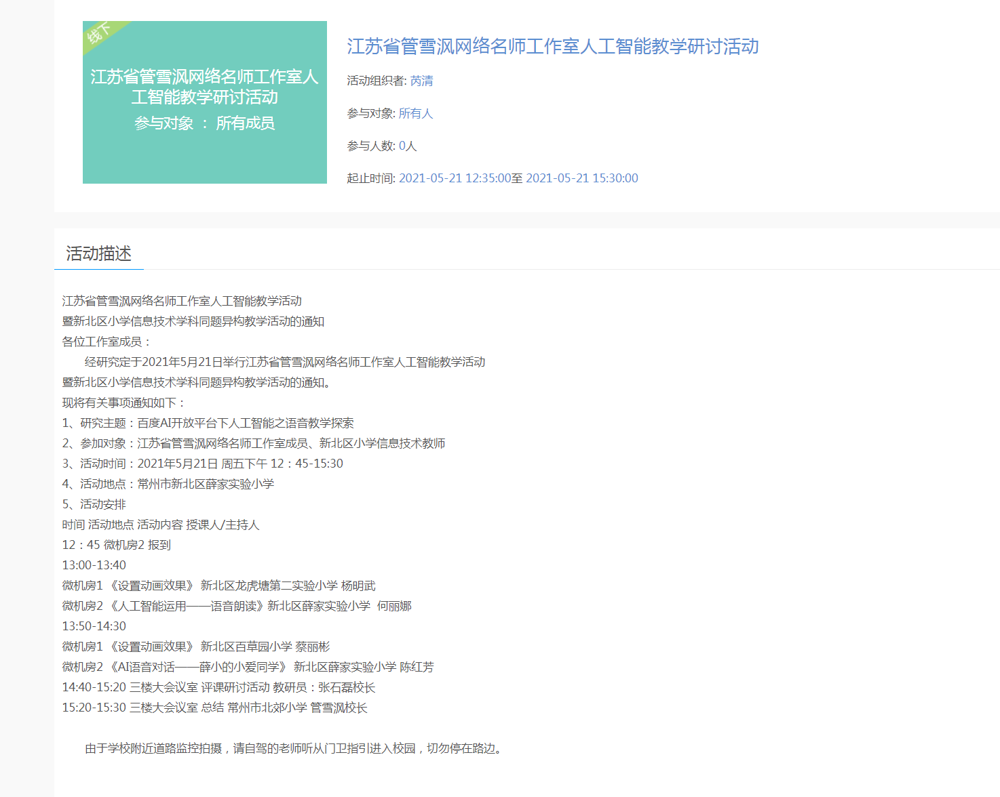 线下
江苏省管雪沨网络名师工作室人
工智能教学研讨活动
参与对象 ： 所有成员
江苏省管雪沨网络名师工作室人工智能教学研讨活动
活动组织者: 芮清
参与对象: 所有人
参与人数: 0人
起止时间: 2021-05-21 12:35:00至 2021-05-21 15:30:00
活动描述
江苏省管雪沨网络名师工作室人工智能教学活动
暨新北区小学信息技术学科同题异构教学活动的通知
各位工作室成员：
经研究定于2021年5月21日举行江苏省管雪沨网络名师工作室人工智能教学活动
暨新北区小学信息技术学科同题异构教学活动的通知。
现将有关事项通知如下：
1、研究主题：百度AI开放平台下人工智能之语音教学探索
2、参加对象：江苏省管雪沨网络名师工作室成员、新北区小学信息技术教师
3、活动时间：2021年5月21日 周五下午 12：45-15:30
4、活动地点：常州市新北区薛家实验小学
5、活动安排
时间 活动地点 活动内容 授课人/主持人
12：45 微机房2 报到
13:00-13:40
微机房1 《设置动画效果》 新北区龙虎塘第二实验小学 杨明武
微机房2 《人工智能运用——语音朗读》新北区薛家实验小学 何丽娜
13:50-14:30
微机房1 《设置动画效果》 新北区百草园小学 蔡丽彬
微机房2 《AI语音对话——薛小的小爱同学》 新北区薛家实验小学 陈红芳
14:40-15:20 三楼大会议室 评课研讨活动 教研员：张石磊校长
15:20-15:30 三楼大会议室 总结 常州市北郊小学 管雪沨校长
由于学校附近道路监控拍摄，请自驾的老师听从门卫指引进入校园，切勿停在路边。